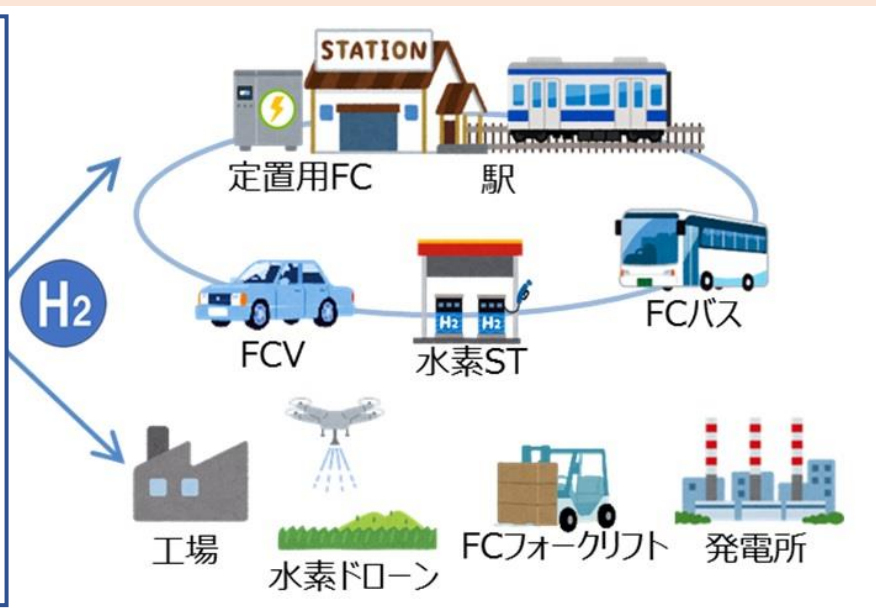 STATION
定置用FC
駅
H2
FCV
H2 H2
水素ST
FCバス
工場
水素ドローン
FCフォークリフト
発電所